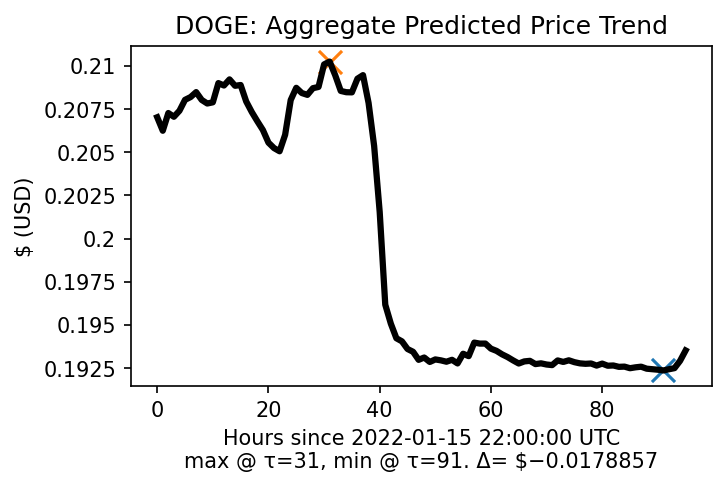 DOGE: Aggregate Predicted Price Trend
0.21
0.2075
0.205
0.2025
0.2
0.1975
0.195
0.1925
$ (USD)
0 20 40 60 80
Hours since 2022-01-15 22:00:00 UTC
max @ τ=31, min @ τ=91. Δ= $−0.0178857